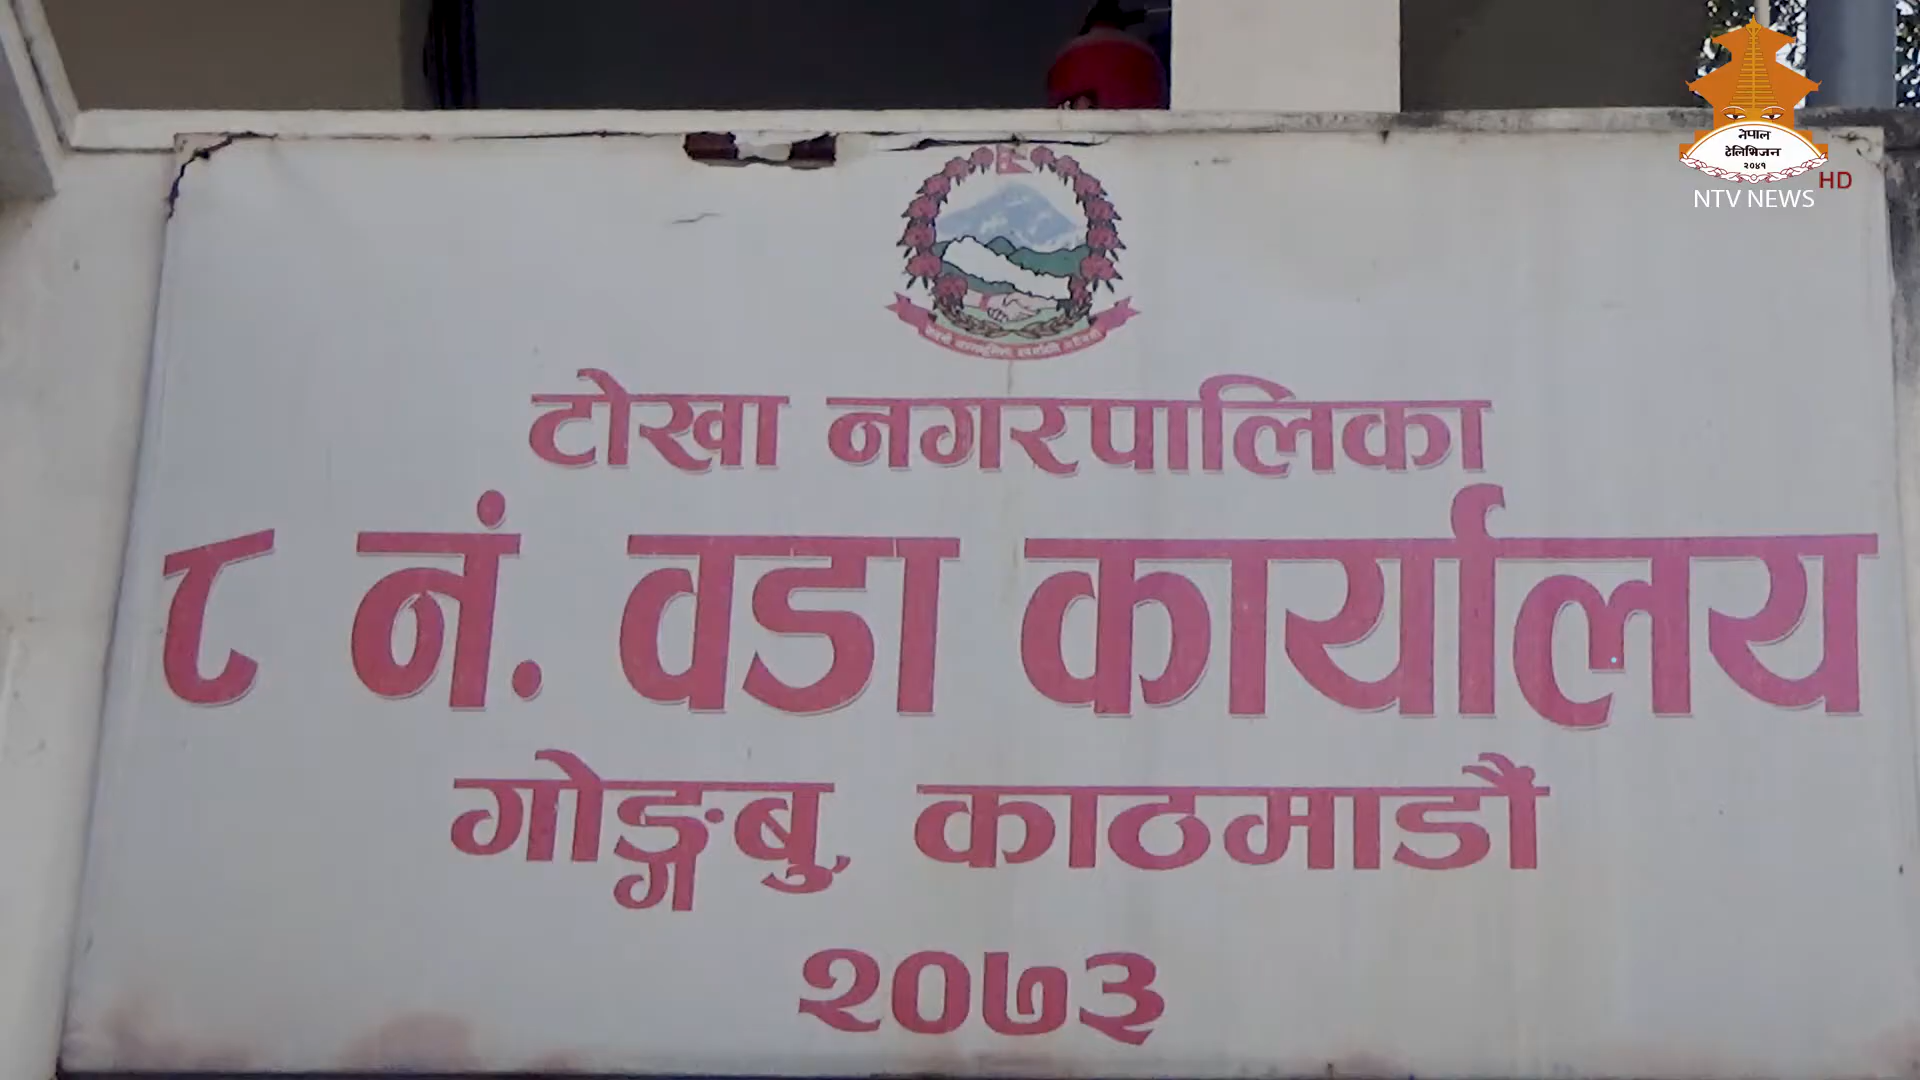 नेपाल
टेलिभिजन
२०४१
HD
NTV NEWS
टोखा नगरपालिका
८ नं. वडा कार्यालय
गोङ्गबु, काठमाडौं
२०७३